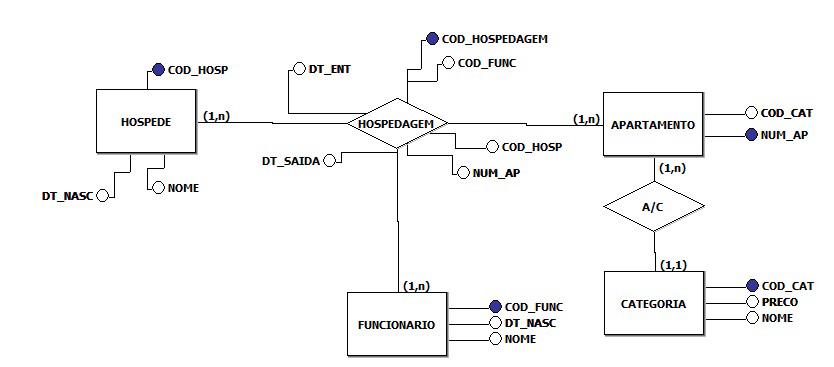 COD_HOSPEDAGEM
COD_FUNC
DT_ENT
COD_HOSP
(1,n)
HOSPEDE
HOSPEDAGEM
(1,n)
APARTAMENTO
COD_CAT
NUM_AP
COD_HOSP
DT_SAIDA
NUM_AP
DT_NASC
NOME
(1,n)
A/C
(1,1)
(1,n)
CATEGORIA
COD_CAT
PRECO
NOME
FUNCIONARIO
COD_FUNC
DT_NASC
NOME